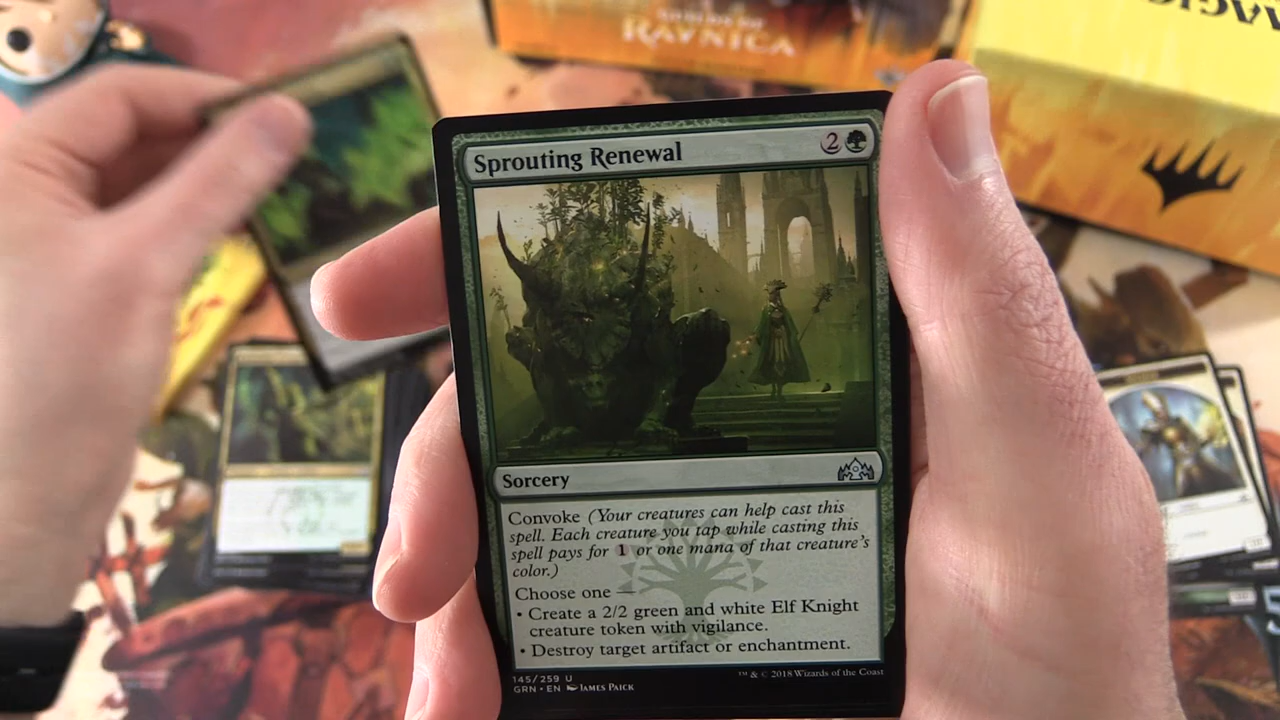 GUILDS OF
RAVNICA
MAGIC
Sprouting Renewal
2
Sorcery
Convoke (Your creatures can help cast this
spell. Each creature you tap while casting this
spell pays for 1 or one mana of that creature's
color.)
Choose one —
• Create a 2/2 green and white Elf Knight
creature token with vigilance.
• Destroy target artifact or enchantment.
145/259 U
GRN • EN JAMES PAICK
™ & © 2018 Wizards of the Coast